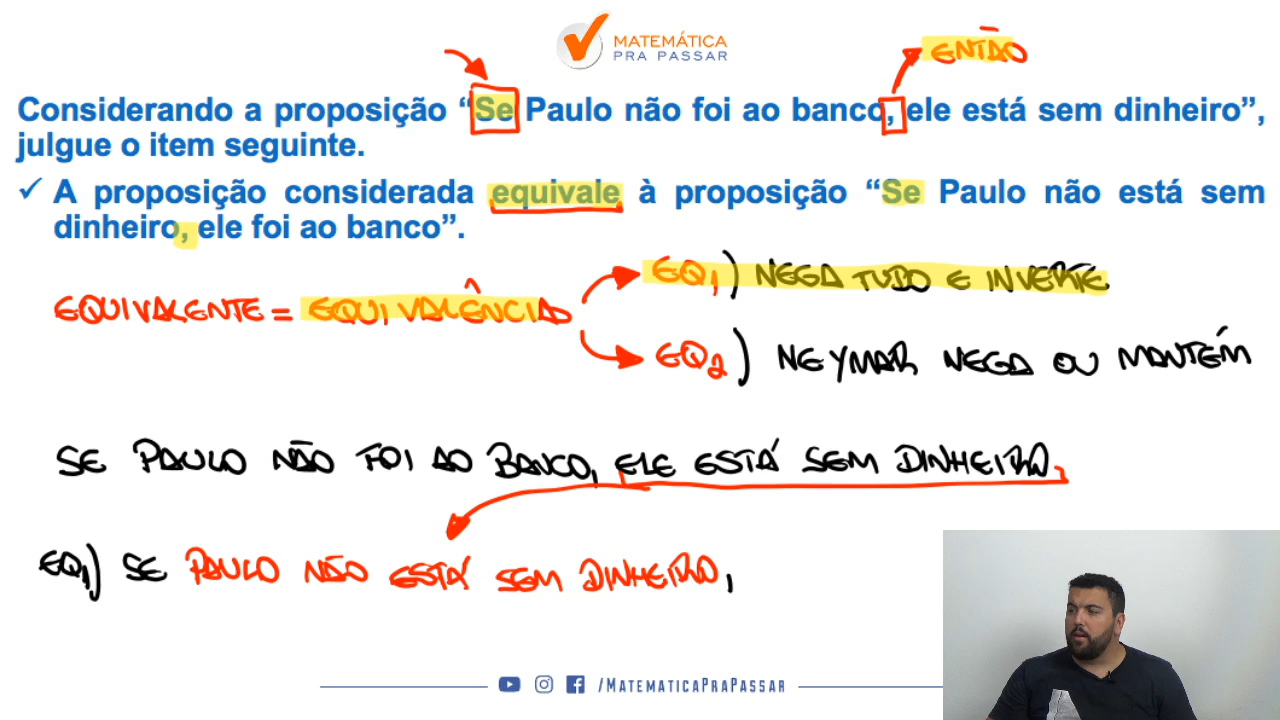 MATEMÁTICA
PRA PASSAR
ENTÃO
Considerando a proposição “Se Paulo não foi ao banco, ele está sem dinheiro”,
julgue o item seguinte.
✓ A proposição considerada equivale à proposição “Se Paulo não está sem
dinheiro, ele foi ao banco”.
EQ1) NEGA TUDO E INVERTE
EQUIVALENTE = EQUIVALÊNCIA
EQ2) NEYMAR NEGA OU MANTÉM
SE PAULO NÃO FOI AO BANCO, ELE ESTÁ SEM DINHEIRO.
EQ1) SE PAULO NÃO ESTÁ SEM DINHEIRO,
/MATEMATICAPRAPASSAR